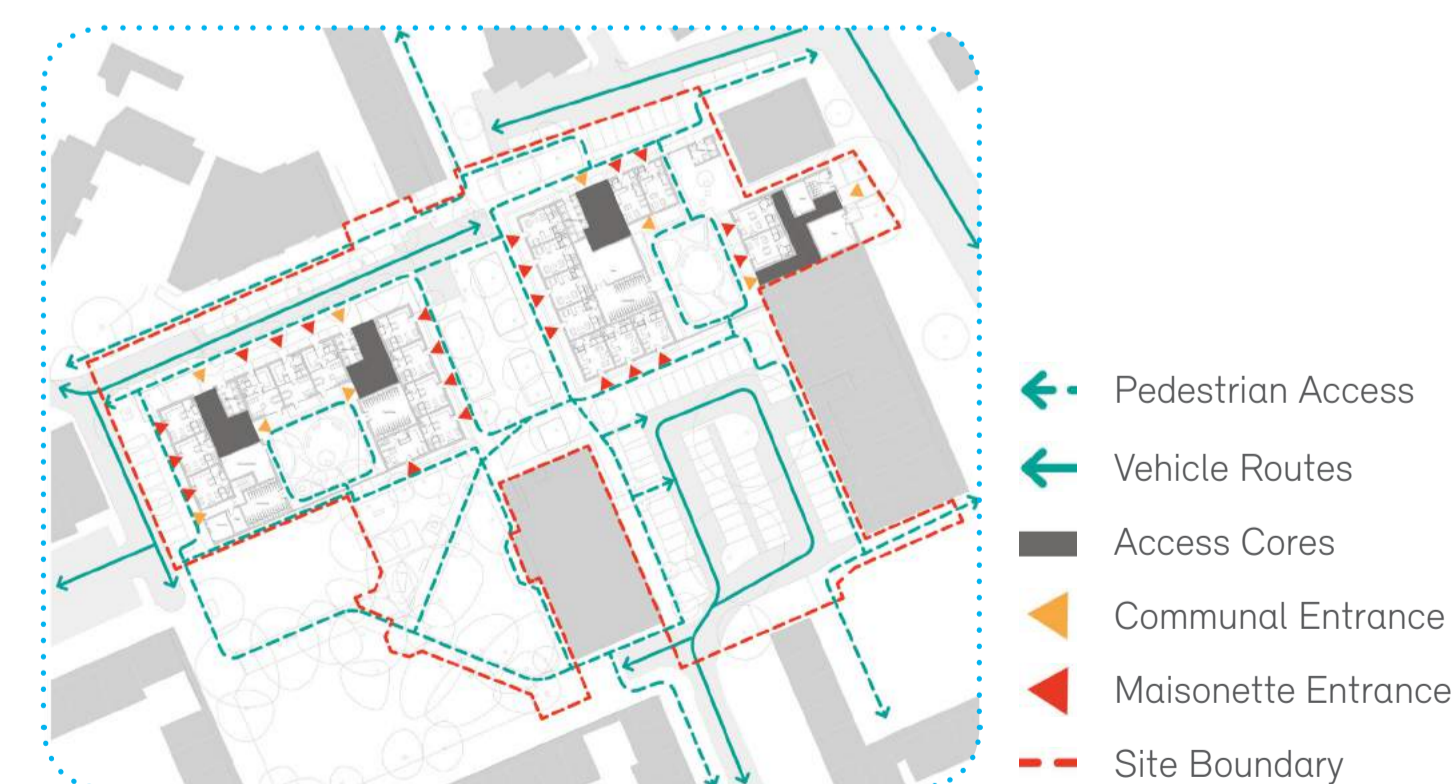 Pedestrian Access
Vehicle Routes
Access Cores
Communal Entrance
Maisonette Entrance
Site Boundary